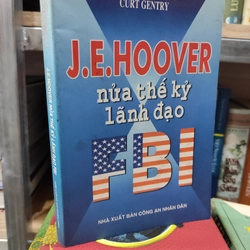 CURT GENTRY
J.E.HOOVER
nửa thế kỷ
lãnh đạo
FBI
NHÀ XUẤT BẢN CÔNG AN NHÂN DÂN